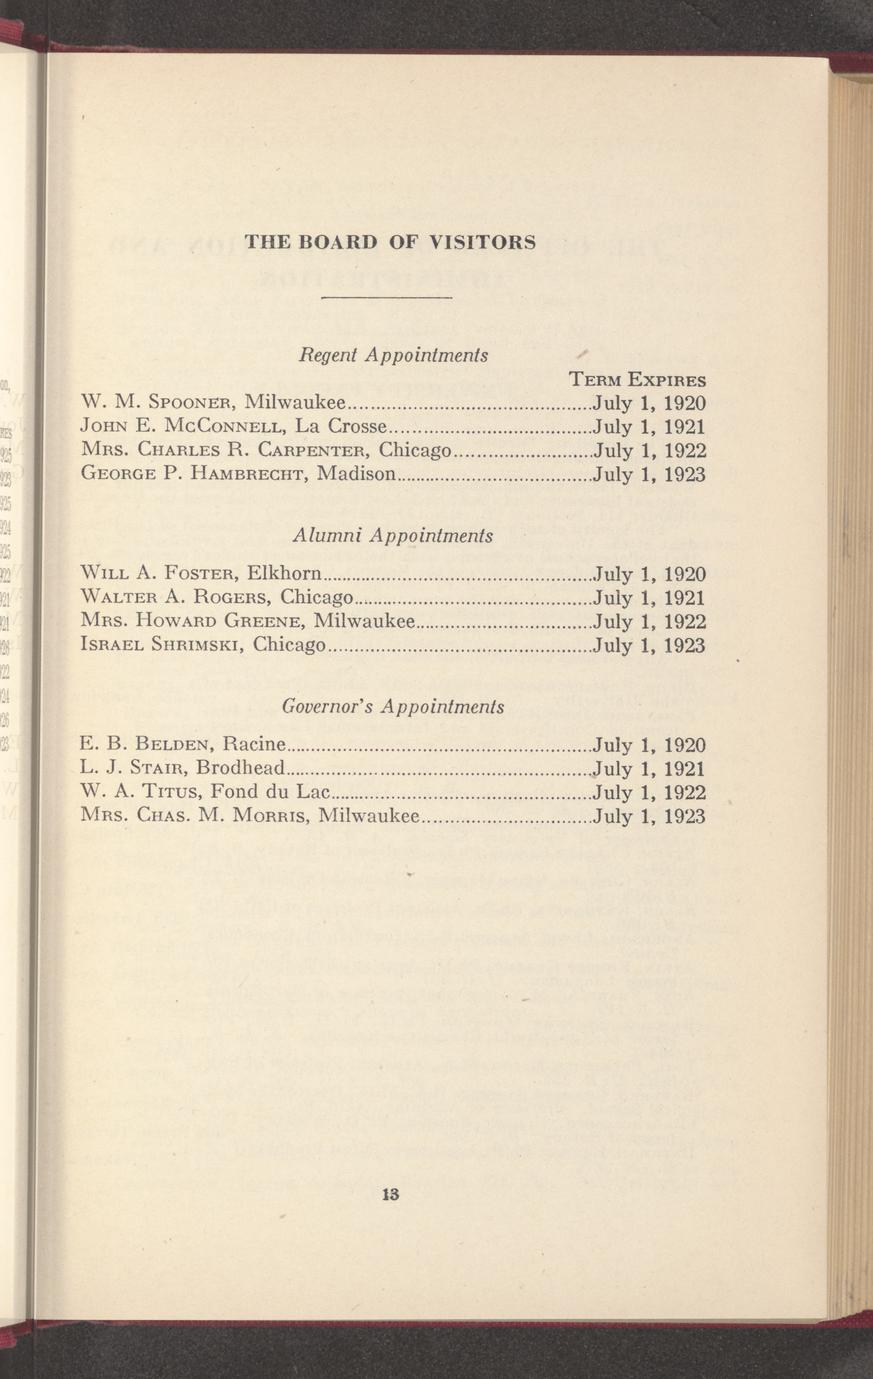 THE BOARD OF VISITORS
Regent Appointments
TERM EXPIRES
W. M. SPOONER, Milwaukee..............................................July 1, 1920
JOHN E. MCCONNELL, La Crosse.......................................July 1, 1921
MRS. CHARLES R. CARPENTER, Chicago..........................July 1, 1922
GEORGE P. HAMBRECHT, Madison.....................................July 1, 1923
Alumni Appointments
WILL A. FOSTER, Elkhorn...................................................July 1, 1920
WALTER A. ROGERS, Chicago.............................................July 1, 1921
MRS. HOWARD GREENE, Milwaukee.................................July 1, 1922
ISRAEL SHRIMSKI, Chicago..................................................July 1, 1923
Governor's Appointments
E. B. BELDEN, Racine..........................................................July 1, 1920
L. J. STAIR, Brodhead..........................................................July 1, 1921
W. A. TITUS, Fond du Lac.................................................July 1, 1922
MRS. CHAS. M. MORRIS, Milwaukee................................July 1, 1923
13